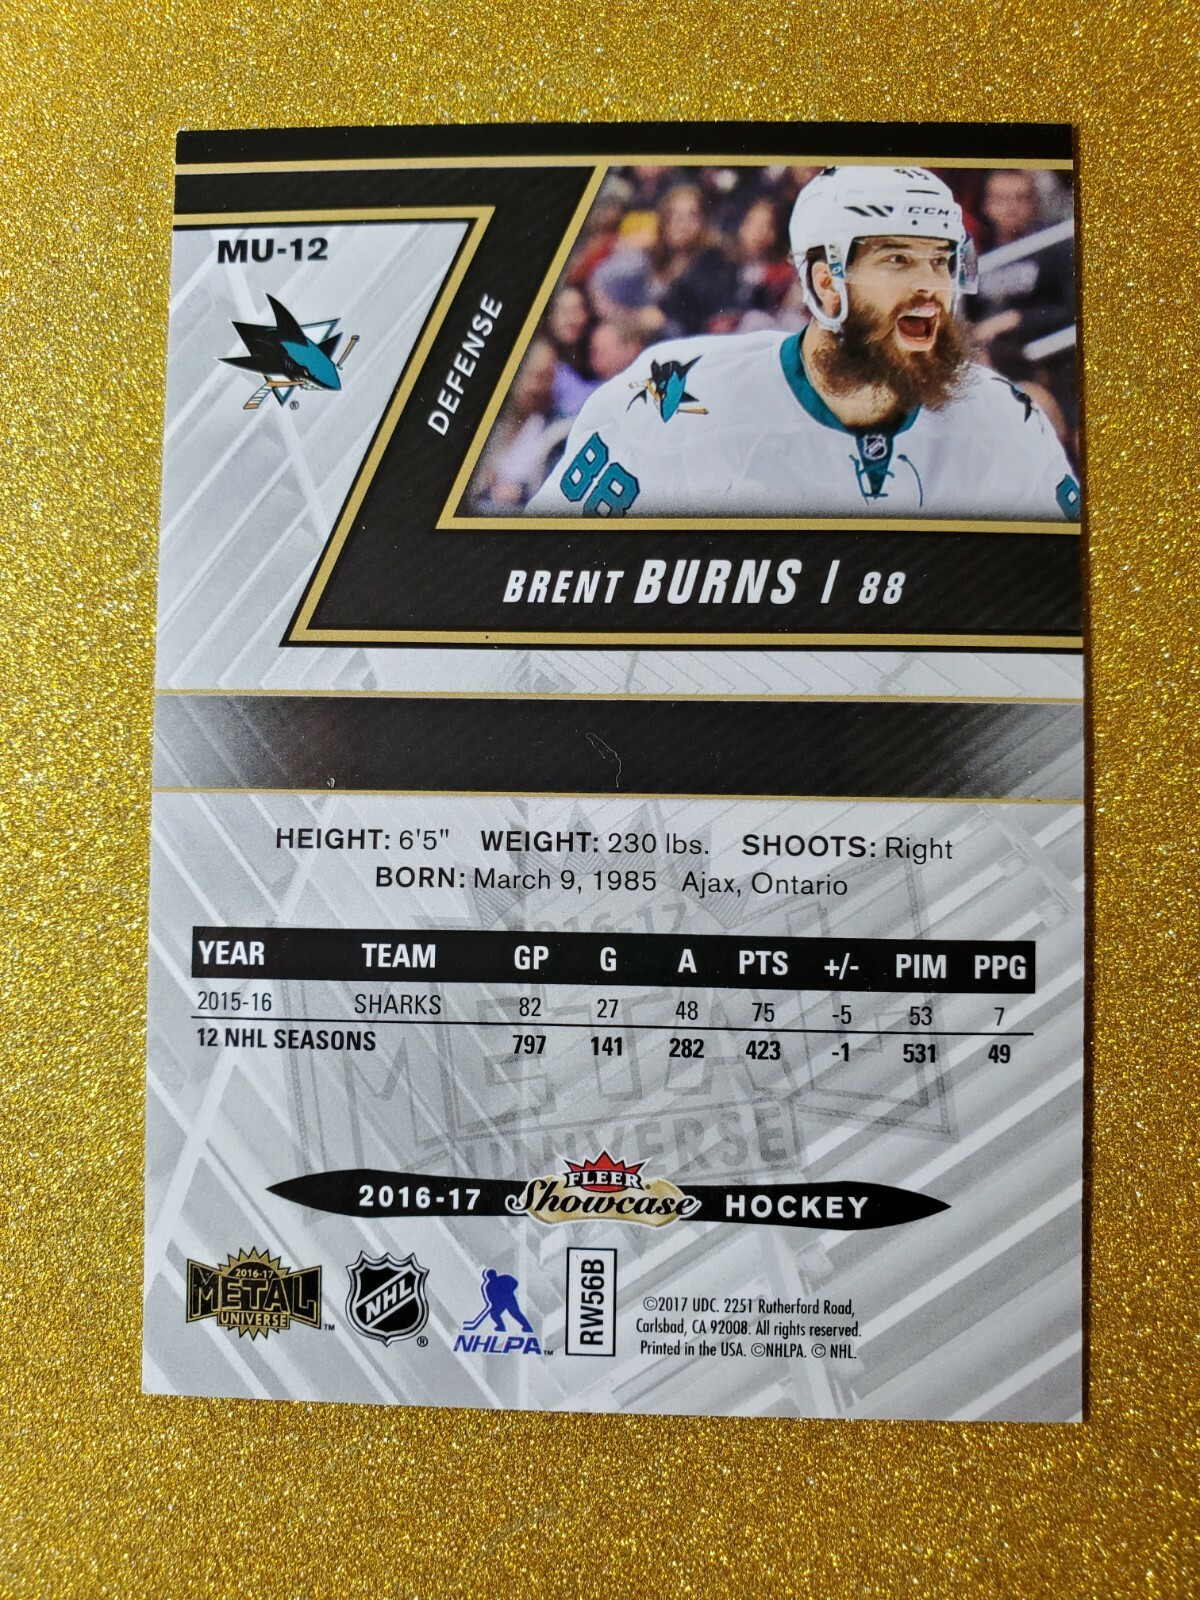 MU-12
DEFENSE
CCM
88
BRENT BURNS / 88
HEIGHT: 6'5" WEIGHT: 230 lbs. SHOOTS: Right
BORN: March 9, 1985 Ajax, Ontario
2016-17
METAL
UNIVERSE
YEAR TEAM GP G A PTS +/- PIM PPG
2015-16 SHARKS 82 27 48 75 -5 53 7
12 NHL SEASONS 797 141 282 423 -1 531 49
2016-17 FLEER Showcase HOCKEY
2016-17
METAL
UNIVERSE™
NHL ®
NHLPA™
RW56B
©2017 UDC. 2251 Rutherford Road,
Carlsbad, CA 92008. All rights reserved.
Printed in the USA. ©NHLPA. © NHL.